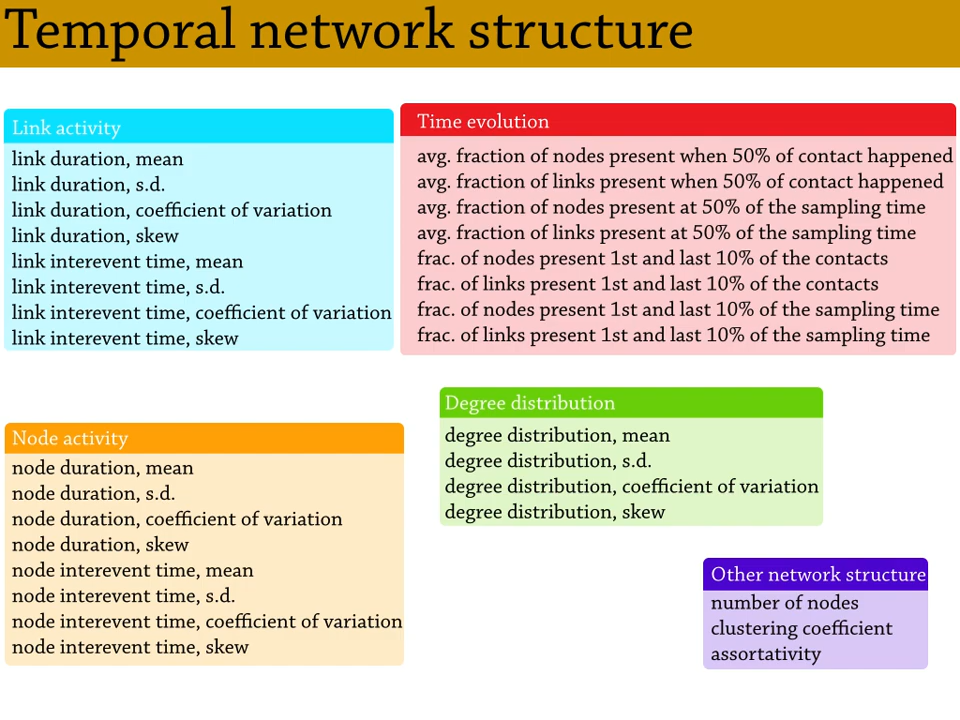 Temporal network structure
Link activity
link duration, mean
link duration, s.d.
link duration, coefficient of variation
link duration, skew
link interevent time, mean
link interevent time, s.d.
link interevent time, coefficient of variation
link interevent time, skew
Time evolution
avg. fraction of nodes present when 50% of contact happened
avg. fraction of links present when 50% of contact happened
avg. fraction of nodes present at 50% of the sampling time
avg. fraction of links present at 50% of the sampling time
frac. of nodes present 1st and last 10% of the contacts
frac. of links present 1st and last 10% of the contacts
frac. of nodes present 1st and last 10% of the sampling time
frac. of links present 1st and last 10% of the sampling time
Node activity
node duration, mean
node duration, s.d.
node duration, coefficient of variation
node duration, skew
node interevent time, mean
node interevent time, s.d.
node interevent time, coefficient of variation
node interevent time, skew
Degree distribution
degree distribution, mean
degree distribution, s.d.
degree distribution, coefficient of variation
degree distribution, skew
Other network structure
number of nodes
clustering coefficient
assortativity